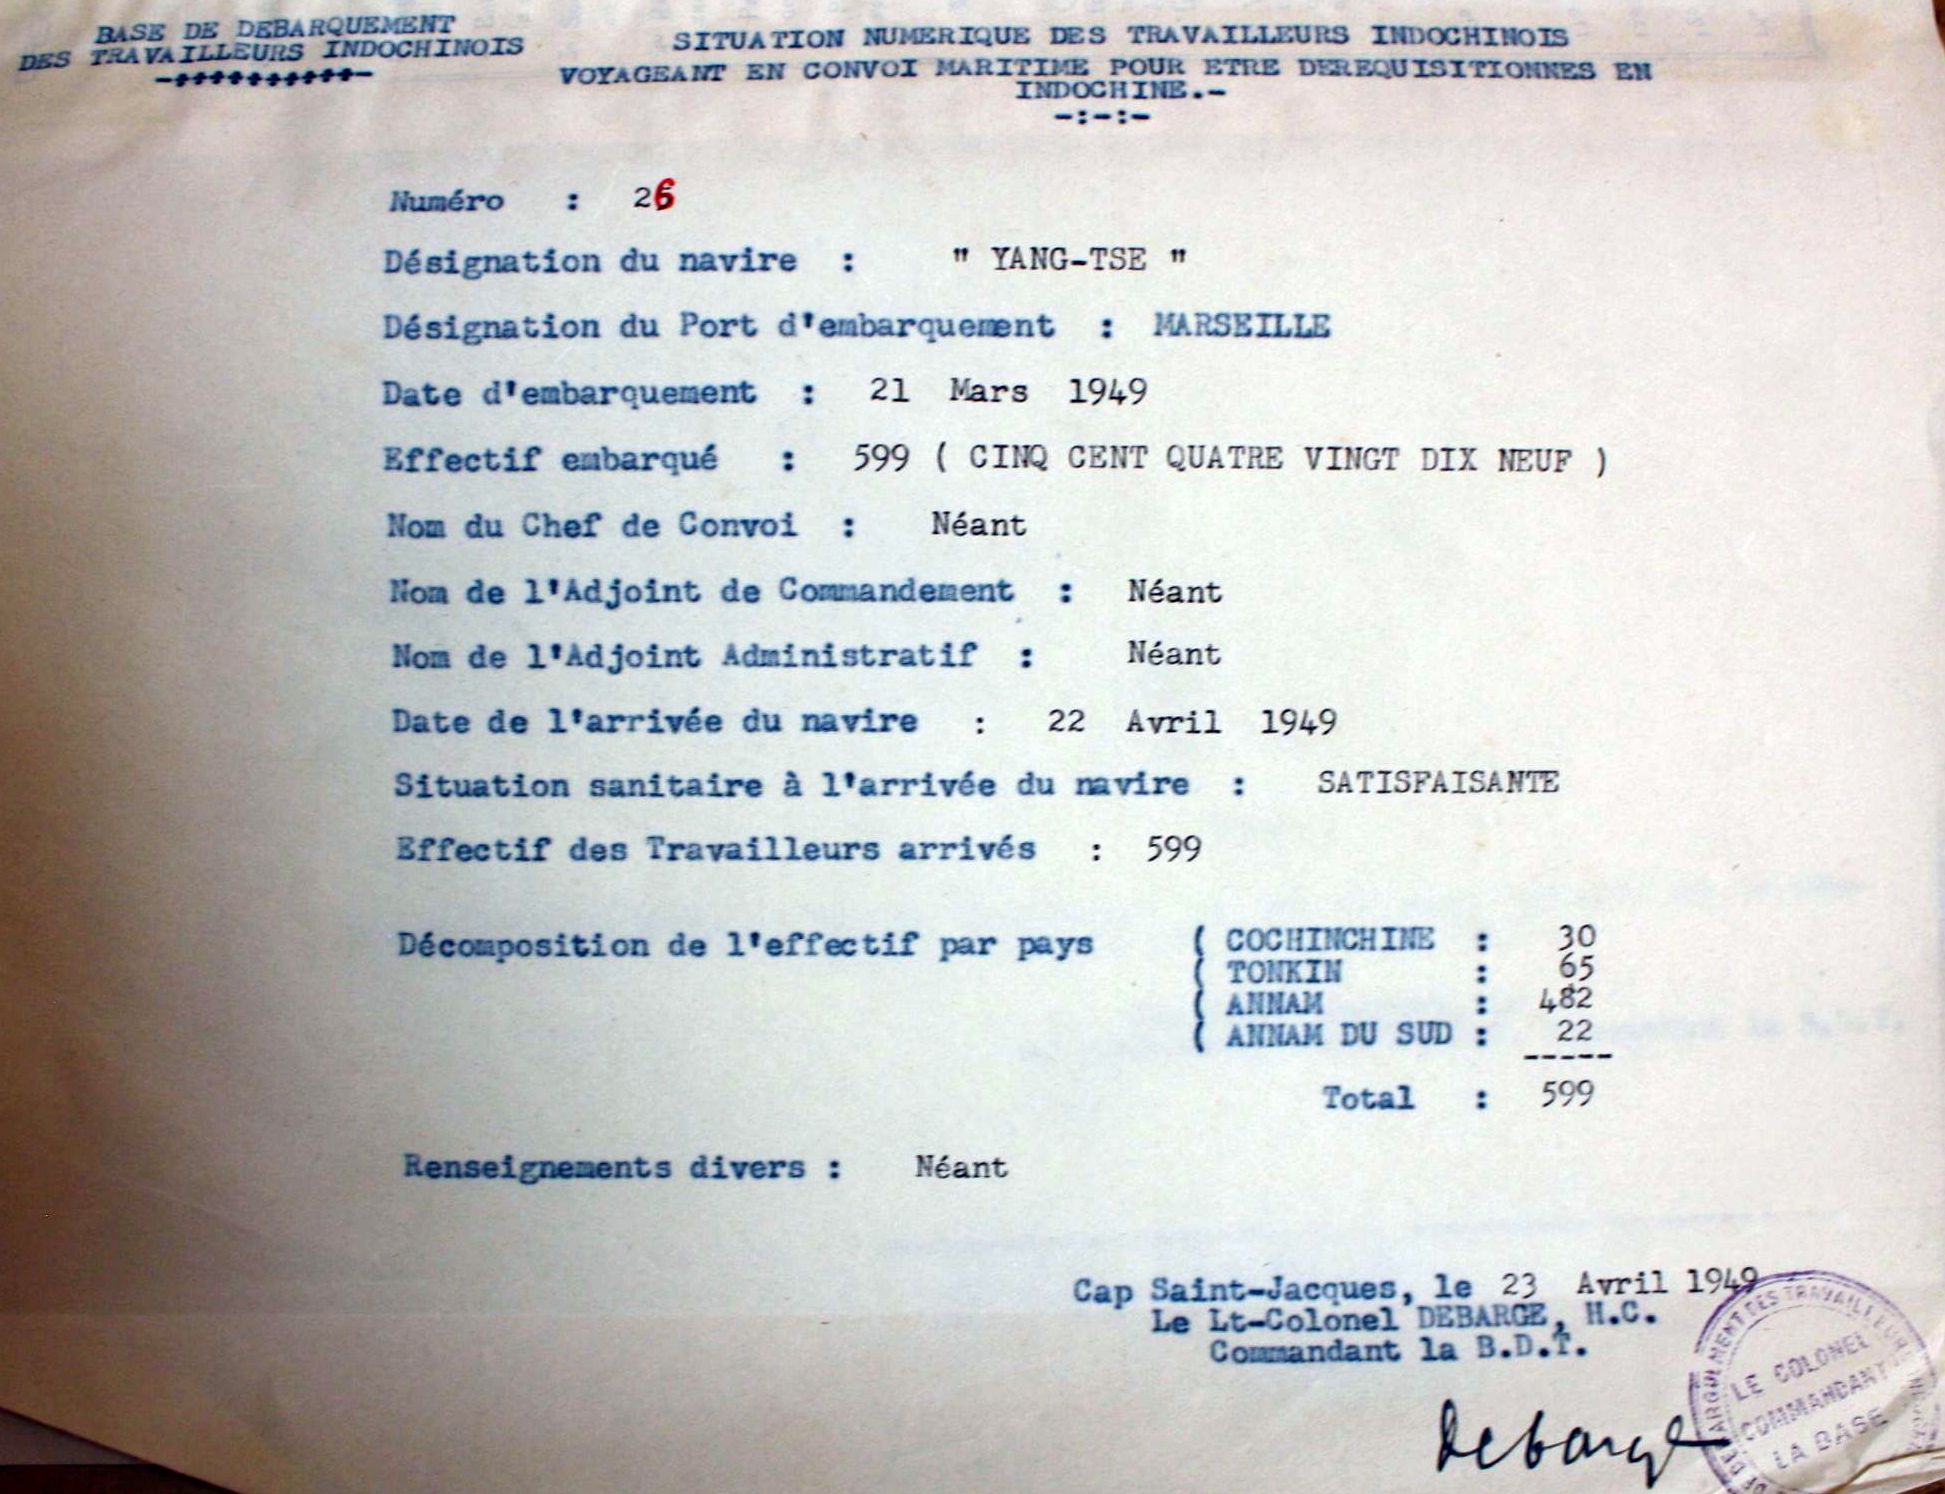 BASE DE DEBARQUEMENT
DES TRAVAILLEURS INDOCHINOIS
-++++++++++-
SITUATION NUMERIQUE DES TRAVAILLEURS INDOCHINOIS
VOYAGEANT EN CONVOI MARITIME POUR ETRE DEREQUISITIONNES EN
INDOCHINE.-
-:-:-
Numéro : 26
Désignation du navire : " YANG-TSE "
Désignation du Port d'embarquement : MARSEILLE
Date d'embarquement : 21 Mars 1949
Effectif embarqué : 599 ( CINQ CENT QUATRE VINGT DIX NEUF )
Nom du Chef de Convoi : Néant
Nom de l'Adjoint de Commandement : Néant
Nom de l'Adjoint Administratif : Néant
Date de l'arrivée du navire : 22 Avril 1949
Situation sanitaire à l'arrivée du navire : SATISFAISANTE
Effectif des Travailleurs arrivés : 599
Décomposition de l'effectif par pays ( COCHINCHINE : 30
( TONKIN : 65
( ANNAM : 482
( ANNAM DU SUD : 22
-----
Total : 599
Renseignements divers : Néant
Cap Saint-Jacques, le 23 Avril 1949
Le Lt-Colonel DEBARGE, H.C.
Commandant la B.D.T.
Debarge
DE DEBARQUEMENT DES TRAVAILLEURS
LE COLONEL
COMMANDANT
LA BASE